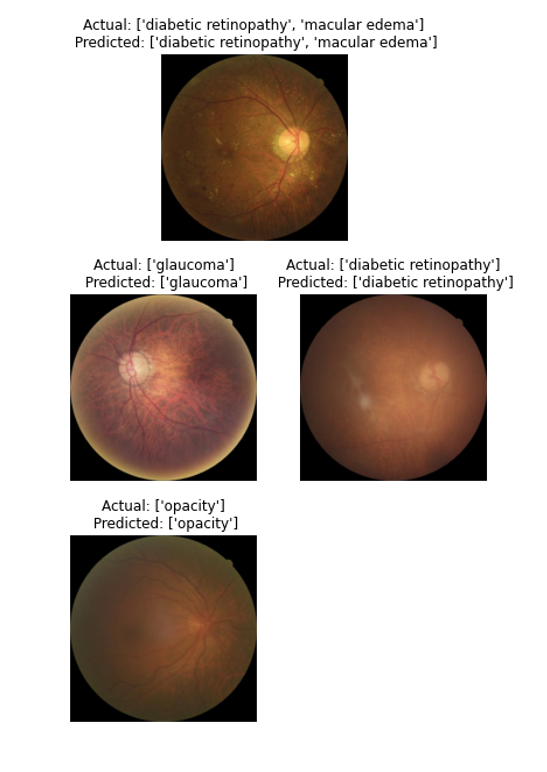 Actual: ['diabetic retinopathy', 'macular edema']
Predicted: ['diabetic retinopathy', 'macular edema']
Actual: ['glaucoma']
Predicted: ['glaucoma']
Actual: ['diabetic retinopathy']
Predicted: ['diabetic retinopathy']
Actual: ['opacity']
Predicted: ['opacity']